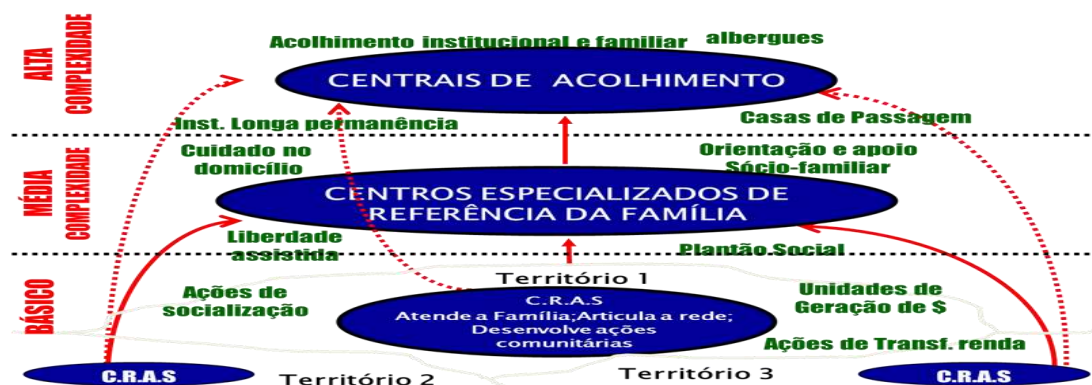 ALTA
COMPLEXIDADE
Acolhimento institucional e familiar albergues
CENTRAIS DE ACOLHIMENTO
Inst. Longa permanência
Casas de Passagem
MÉDIA
COMPLEXIDADE
Cuidado no
domicílio
Orientação e apoio
Sócio-familiar
CENTROS ESPECIALIZADOS DE
REFERÊNCIA DA FAMÍLIA
Liberdade
assistida
Plantão Social
BÁSICO
Território 1
Ações de
socialização
C.R.A.S
Atende a Família;Articula a rede;
Desenvolve ações
comunitárias
Unidades de
Geração de $
Ações de Transf. renda
C.R.A.S
Território 2
Território 3
C.R.A.S